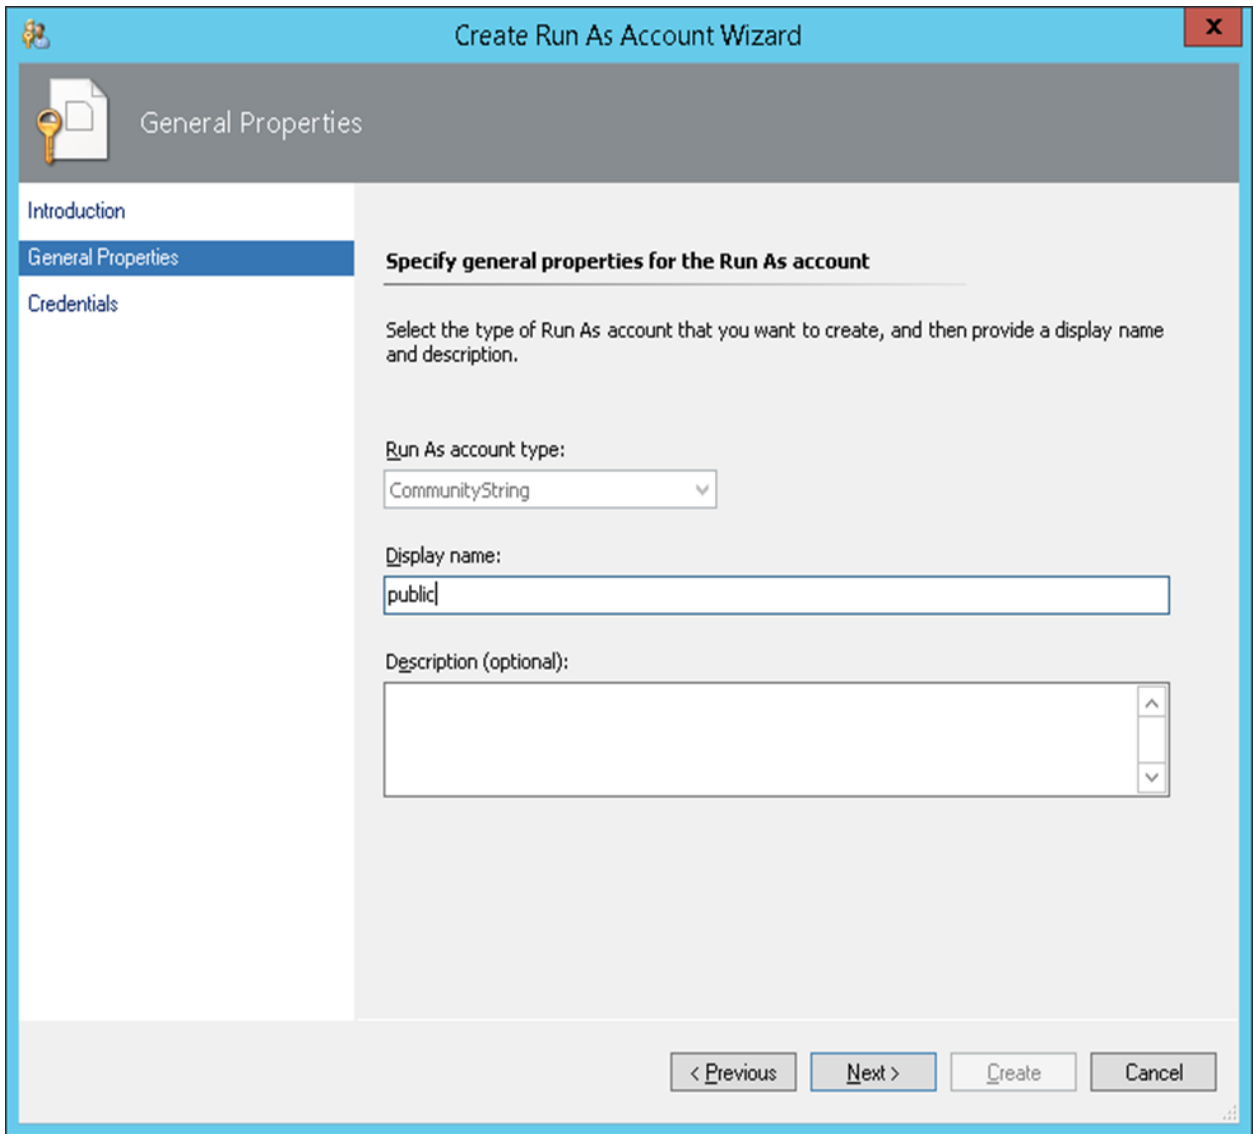 Create Run As Account Wizard
x
General Properties
Introduction
General Properties
Credentials
Specify general properties for the Run As account
Select the type of Run As account that you want to create, and then provide a display name
and description.
Run As account type:
CommunityString
Display name:
public
Description (optional):
< Previous
Next >
Create
Cancel